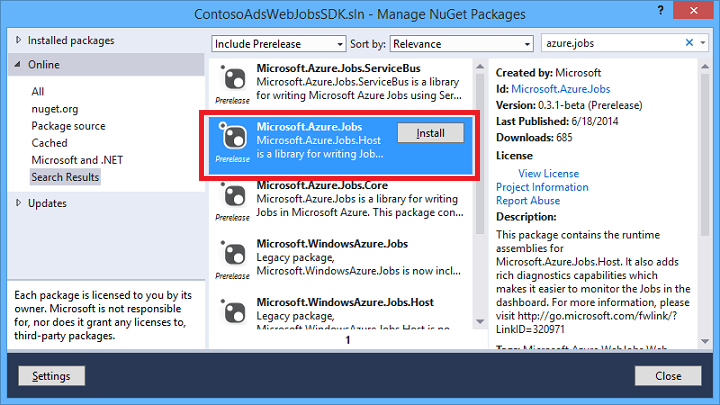 ContosoAdsWebJobsSDK.sln - Manage NuGet Packages
? ×
Installed packages
Online
All
nuget.org
Package source
Cached
Microsoft and .NET
Search Results
Updates
Each package is licensed to you by its
owner. Microsoft is not responsible
for, nor does it grant any licenses to,
third-party packages.
Include Prerelease
Sort by:
Relevance
azure.jobs
Microsoft.Azure.Jobs.ServiceBus
Microsoft.Azure.Jobs.ServiceBus is a library
for writing Microsoft Azure Jobs using Ser...
Prerelease
Microsoft.Azure.Jobs
Microsoft.Azure.Jobs.Host
is a library for writing Job...
Prerelease
Install
Microsoft.Azure.Jobs.Core
Microsoft.Azure.Jobs is a library for writing
Jobs in Microsoft Azure. This package con...
Prerelease
Microsoft.WindowsAzure.Jobs
Legacy package,
Microsoft.WindowsAzure.Jobs is now incl...
Prerelease
Microsoft.WindowsAzure.Jobs.Host
Legacy package,
1
Created by: Microsoft
Id: Microsoft.Azure.Jobs
Version: 0.3.1-beta (Prerelease)
Last Published: 6/18/2014
Downloads: 685
License
View License
Project Information
Report Abuse
Description:
This package contains the runtime
assemblies for
Microsoft.Azure.Jobs.Host. It also adds
rich diagnostics capabilities which
makes it easier to monitor the Jobs in the
dashboard. For more information, please
visit http://go.microsoft.com/fwlink/?
LinkID=320971
Settings
Close